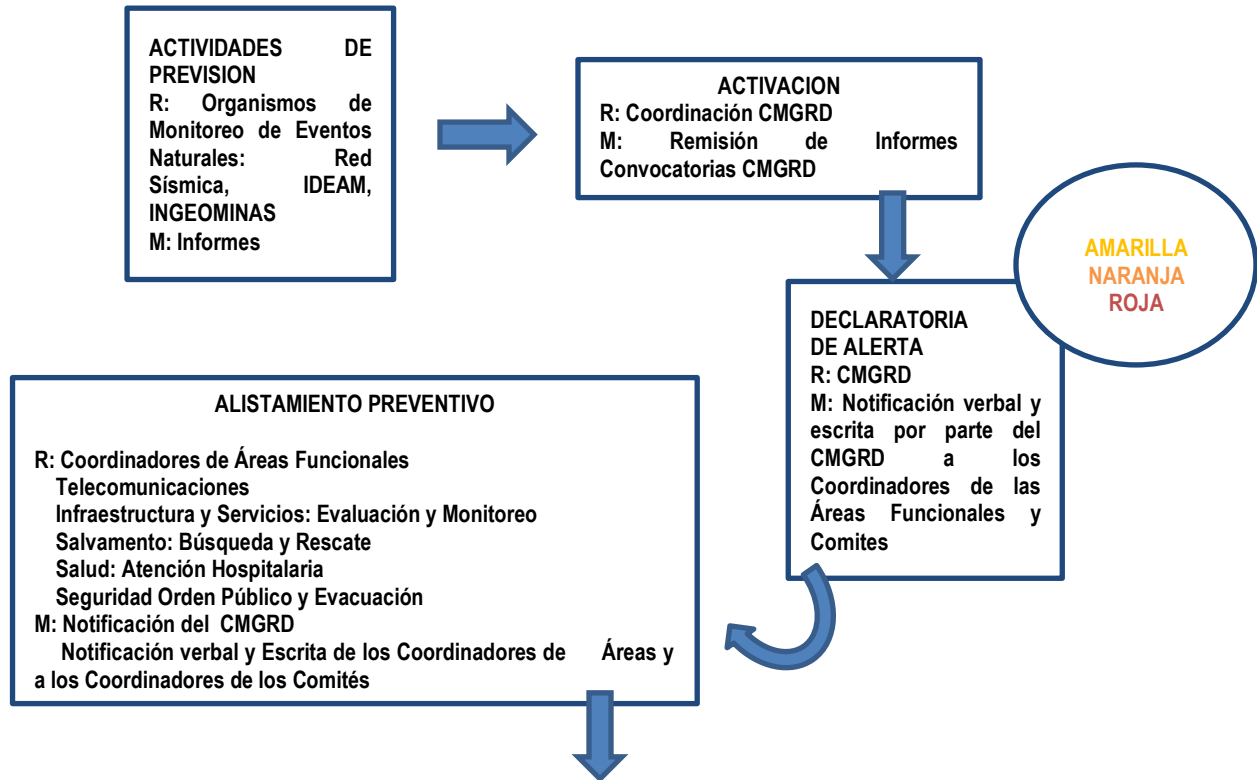 ACTIVIDADES DE
PREVISION
R: Organismos de
Monitoreo de Eventos
Naturales: Red
Sísmica, IDEAM,
INGEOMINAS
M: Informes
ACTIVACION
R: Coordinación CMGRD
M: Remisión de Informes
Convocatorias CMGRD
AMARILLA
NARANJA
ROJA
DECLARATORIA
DE ALERTA
R: CMGRD
M: Notificación verbal y
escrita por parte del
CMGRD a los
Coordinadores de las
Áreas Funcionales y
Comites
ALISTAMIENTO PREVENTIVO
R: Coordinadores de Áreas Funcionales
Telecomunicaciones
Infraestructura y Servicios: Evaluación y Monitoreo
Salvamento: Búsqueda y Rescate
Salud: Atención Hospitalaria
Seguridad Orden Público y Evacuación
M: Notificación del CMGRD
Notificación verbal y Escrita de los Coordinadores de Áreas y
a los Coordinadores de los Comités